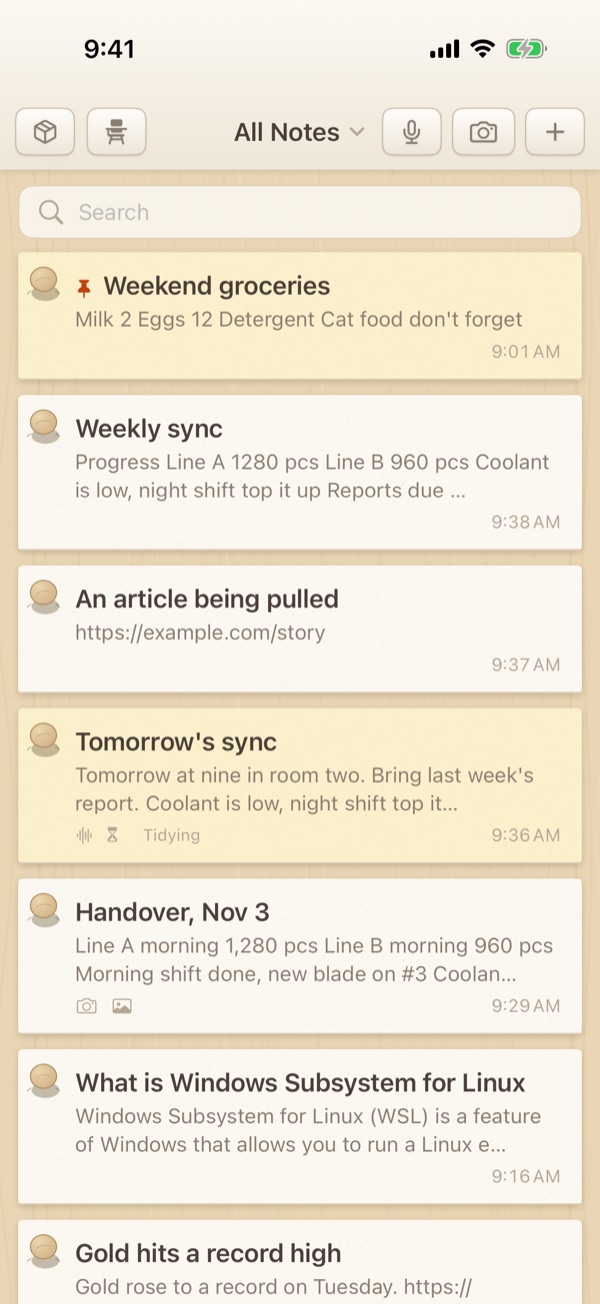 9:41
All Notes
Search
Weekend groceries
Milk 2 Eggs 12 Detergent Cat food don't forget
9:01 AM
Weekly sync
Progress Line A 1280 pcs Line B 960 pcs Coolant
is low, night shift top it up Reports due ...
9:38 AM
An article being pulled
https://example.com/story
9:37 AM
Tomorrow's sync
Tomorrow at nine in room two. Bring last week's
report. Coolant is low, night shift top it...
Tidying 9:36 AM
Handover, Nov 3
Line A morning 1,280 pcs Line B morning 960 pcs
Morning shift done, new blade on #3 Coolan...
9:29 AM
What is Windows Subsystem for Linux
Windows Subsystem for Linux (WSL) is a feature
of Windows that allows you to run a Linux e...
9:16 AM
Gold hits a record high
Gold rose to a record on Tuesday. https://